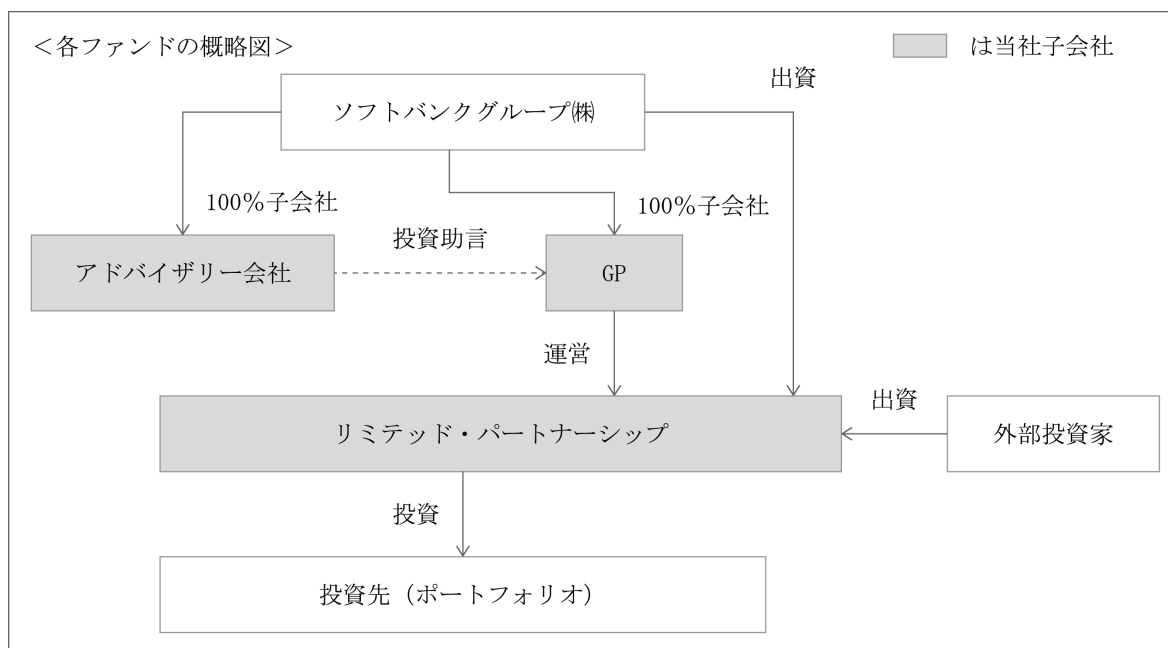 ＜各ファンドの概略図＞
は当社子会社
出資
ソフトバンクグループ㈱
100％子会社
100％子会社
投資助言
アドバイザリー会社
GP
運営
出資
リミテッド・パートナーシップ
外部投資家
投資
投資先（ポートフォリオ）